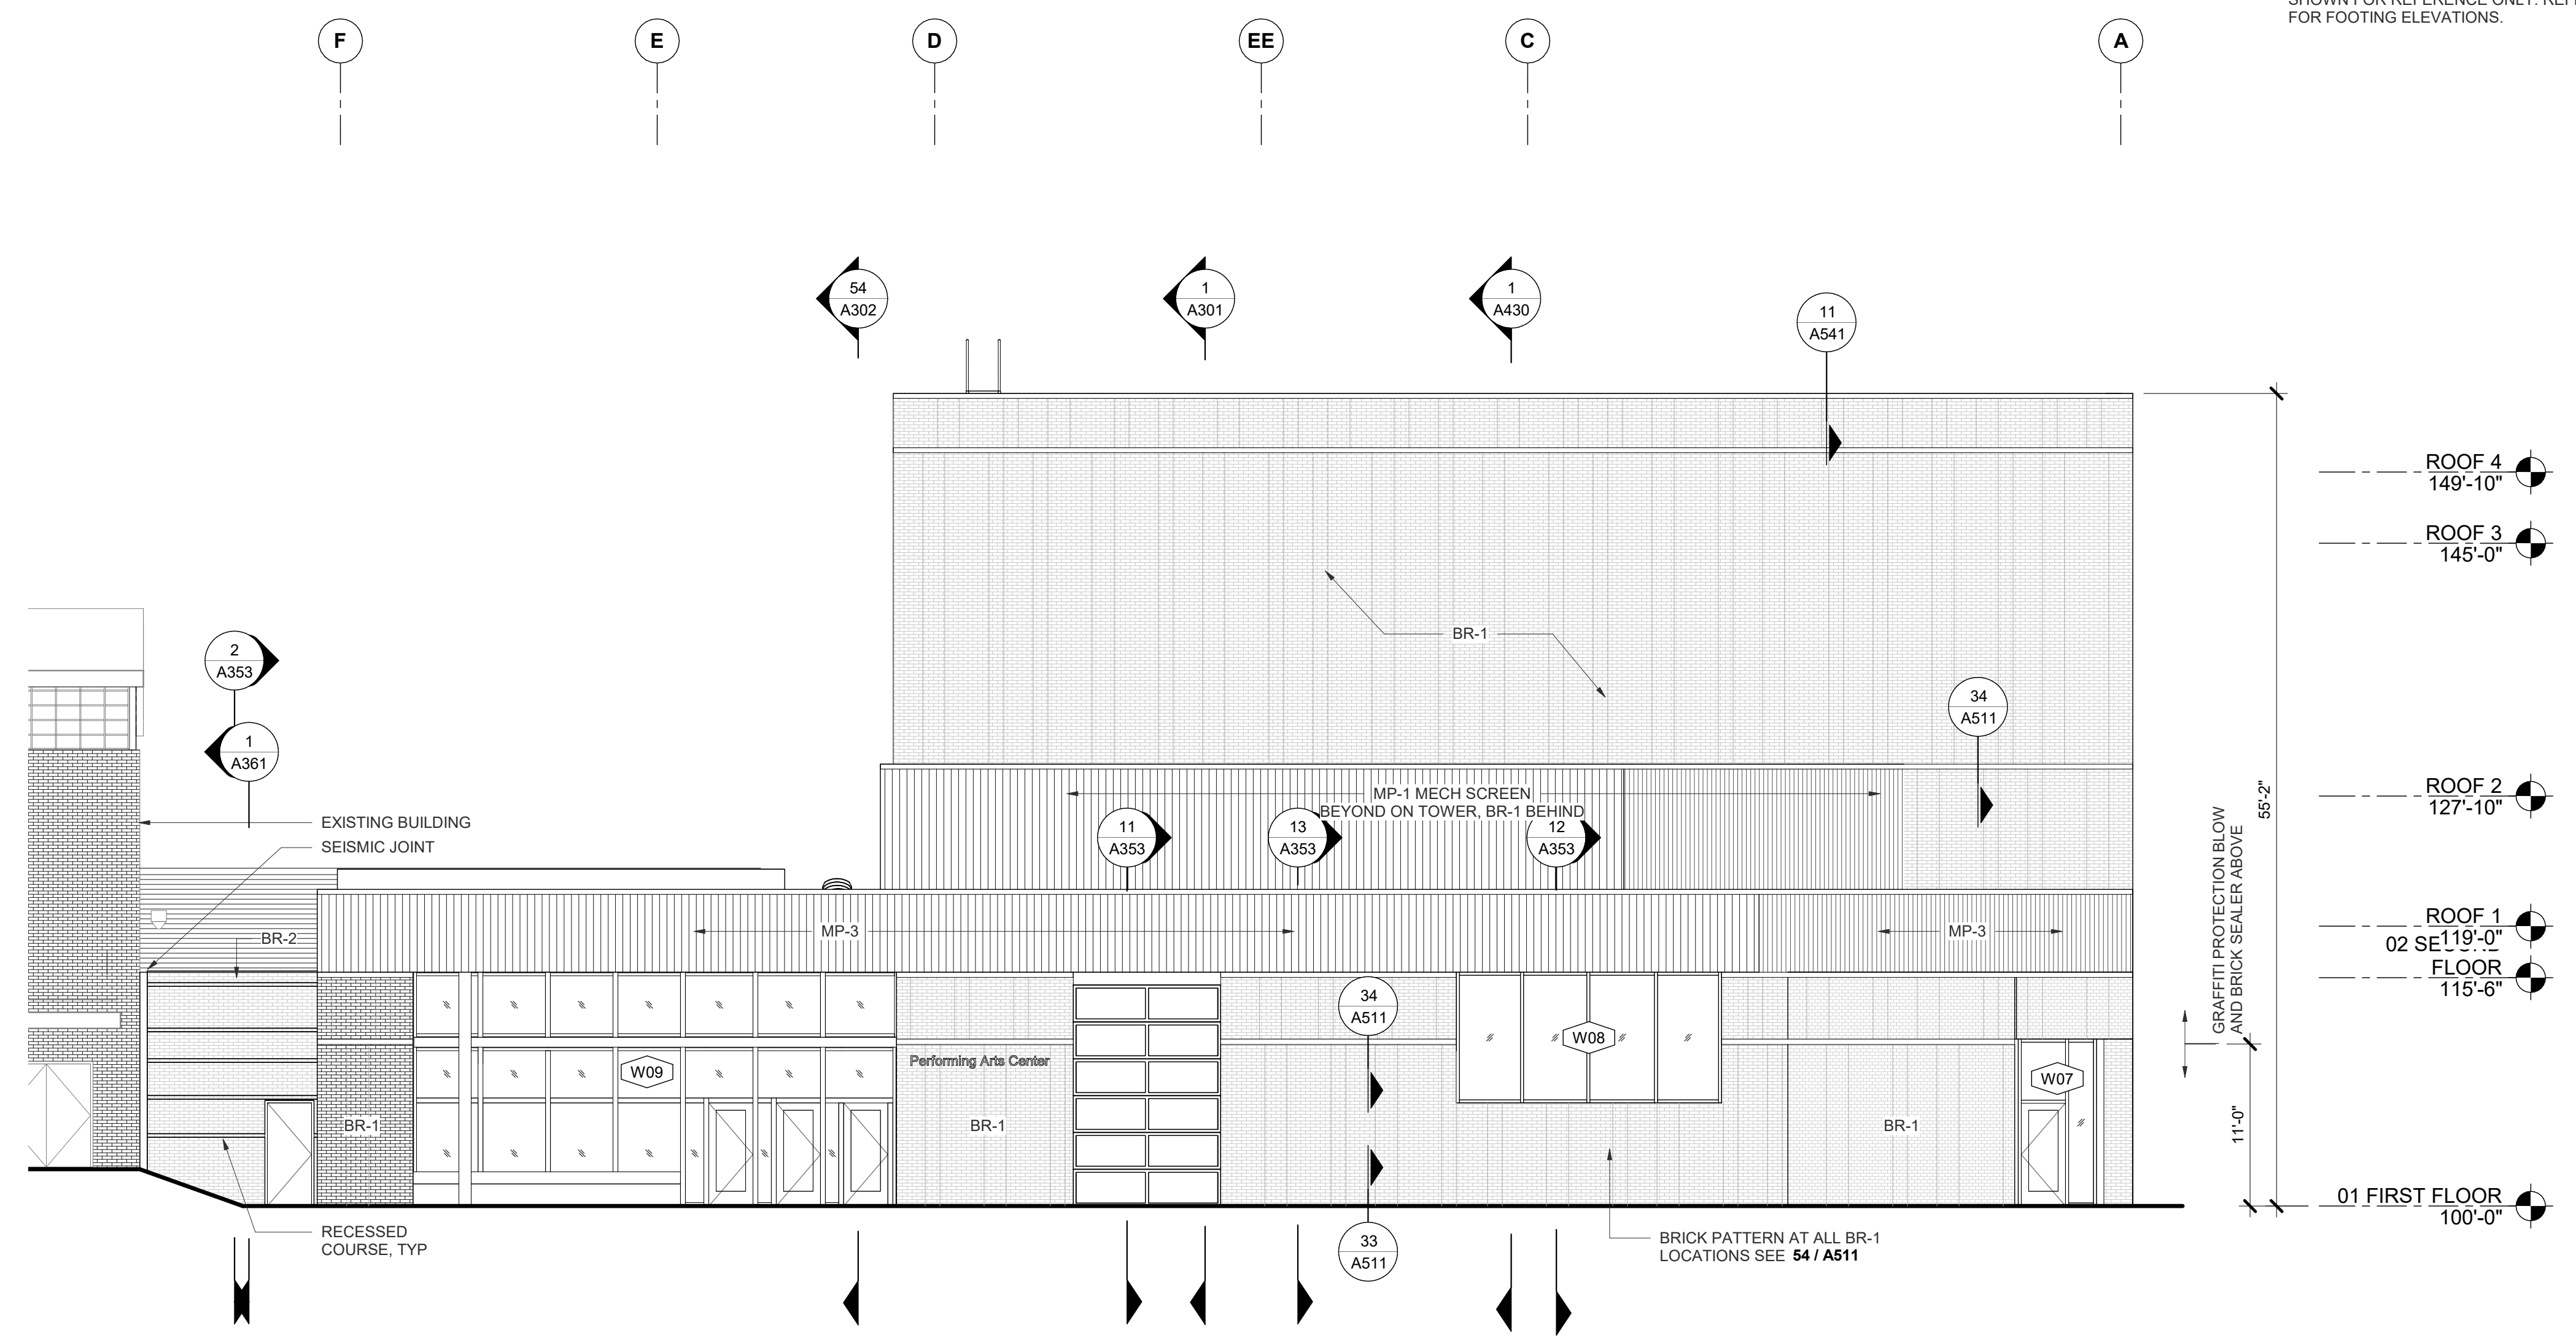 FOR FOOTING ELEVATIONS.
F
E
D
EE
C
A
54
A302
1
A301
1
A430
11
A541
ROOF 4
149'-10"
ROOF 3
145'-0"
BR-1
2
A353
34
A511
1
A361
55'-2"
ROOF 2
127'-10"
MP-1 MECH SCREEN
BEYOND ON TOWER, BR-1 BEHIND
11
A353
13
A353
12
A353
EXISTING BUILDING
SEISMIC JOINT
GRAFFITI PROTECTION BLOW
AND BRICK SEALER ABOVE
BR-2
MP-3
MP-3
ROOF 1
119'-0"
02 SECOND
FLOOR
115'-6"
34
A511
W08
Performing Arts Center
W09
W07
BR-1
BR-1
BR-1
11'-0"
01 FIRST FLOOR
100'-0"
RECESSED
COURSE, TYP
33
A511
BRICK PATTERN AT ALL BR-1
LOCATIONS SEE 54 / A511